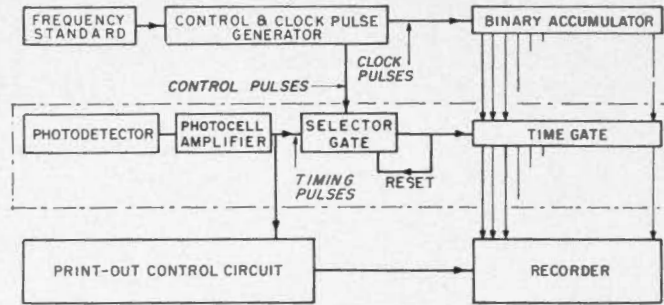 FREQUENCY
STANDARD
CONTROL & CLOCK PULSE
GENERATOR
BINARY ACCUMULATOR
CLOCK
PULSES
CONTROL PULSES
PHOTODETECTOR
PHOTOCELL
AMPLIFIER
SELECTOR
GATE
TIME GATE
TIMING
PULSES
RESET
PRINT-OUT CONTROL CIRCUIT
RECORDER